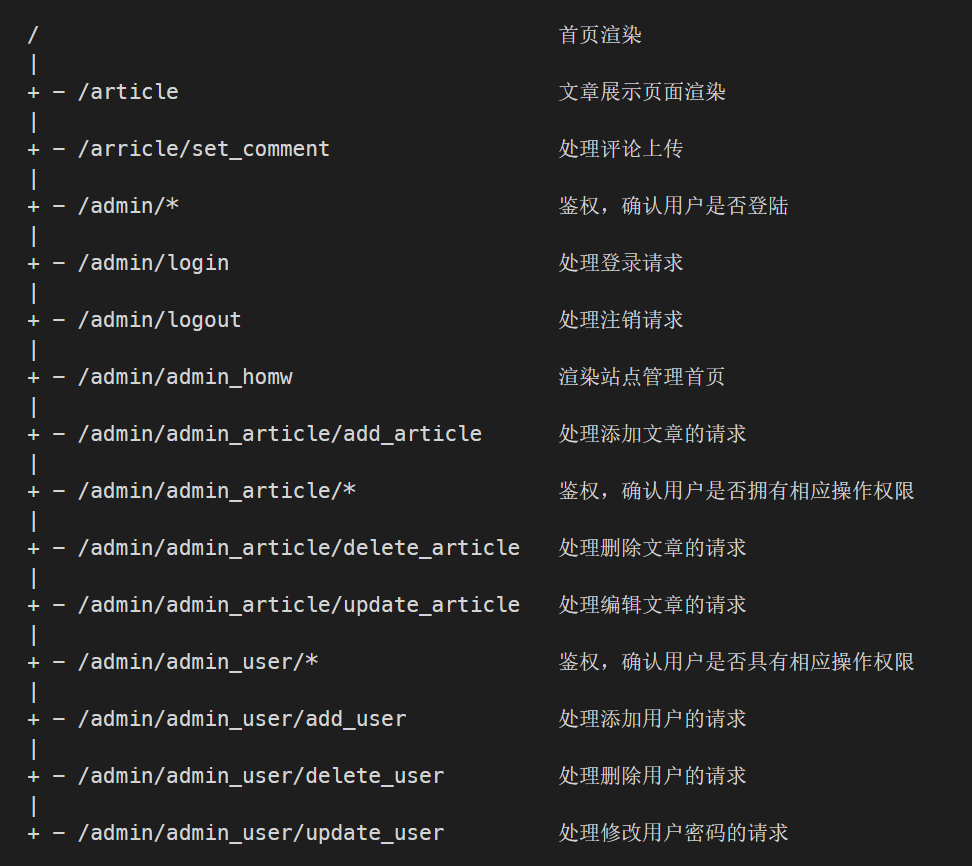 / 首页渲染
|
+ - /article 文章展示页面渲染
|
+ - /arricle/set_comment 处理评论上传
|
+ - /admin/* 鉴权，确认用户是否登陆
|
+ - /admin/login 处理登录请求
|
+ - /admin/logout 处理注销请求
|
+ - /admin/admin_homw 渲染站点管理首页
|
+ - /admin/admin_article/add_article 处理添加文章的请求
|
+ - /admin/admin_article/* 鉴权，确认用户是否拥有相应操作权限
|
+ - /admin/admin_article/delete_article 处理删除文章的请求
|
+ - /admin/admin_article/update_article 处理编辑文章的请求
|
+ - /admin/admin_user/* 鉴权，确认用户是否具有相应操作权限
|
+ - /admin/admin_user/add_user 处理添加用户的请求
|
+ - /admin/admin_user/delete_user 处理删除用户的请求
|
+ - /admin/admin_user/update_user 处理修改用户密码的请求